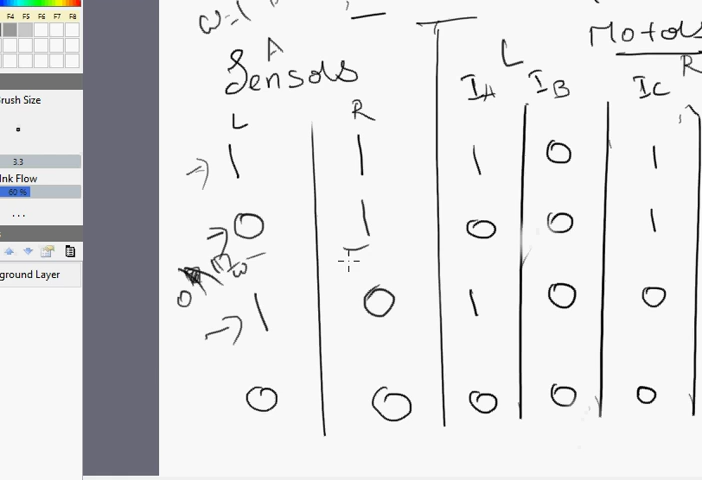 F4 F5 F6 F7 F8
W=1
A
L
Motors
R
Sensors
IA IB IC
L R
rush Size
1 1 1 0 1
3.3
Ink Flow
60 %
0 1 0 0 1
...
ground Layer
1 0 1 0 0
0 0 0 0 0